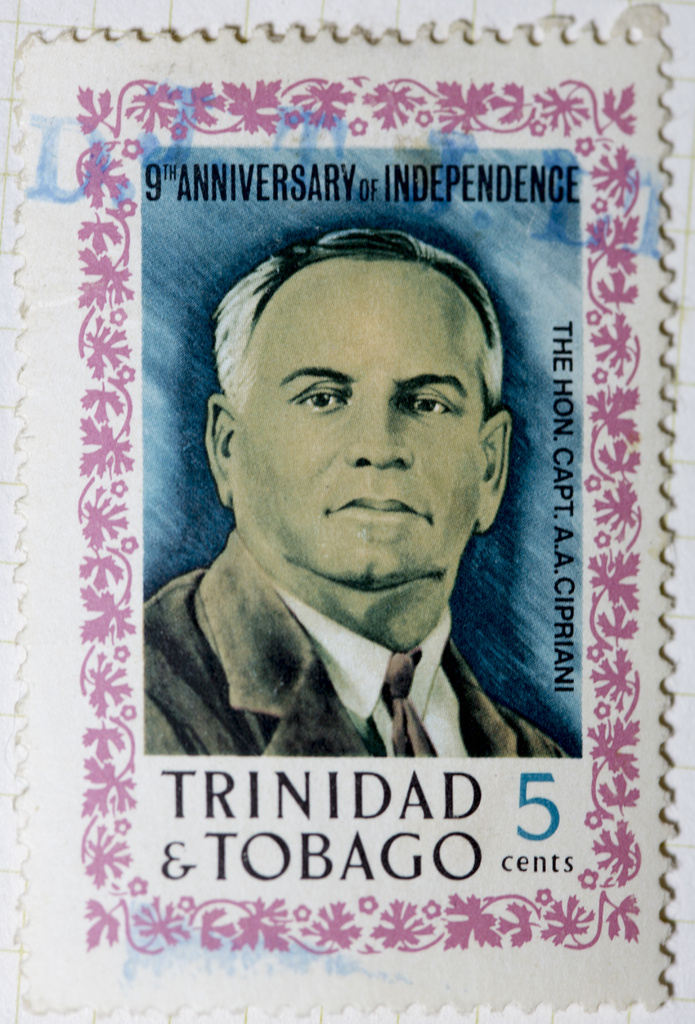 9TH ANNIVERSARY OF INDEPENDENCE
THE HON. CAPT. A.A. CIPRIANI
TRINIDAD
& TOBAGO
5
cents